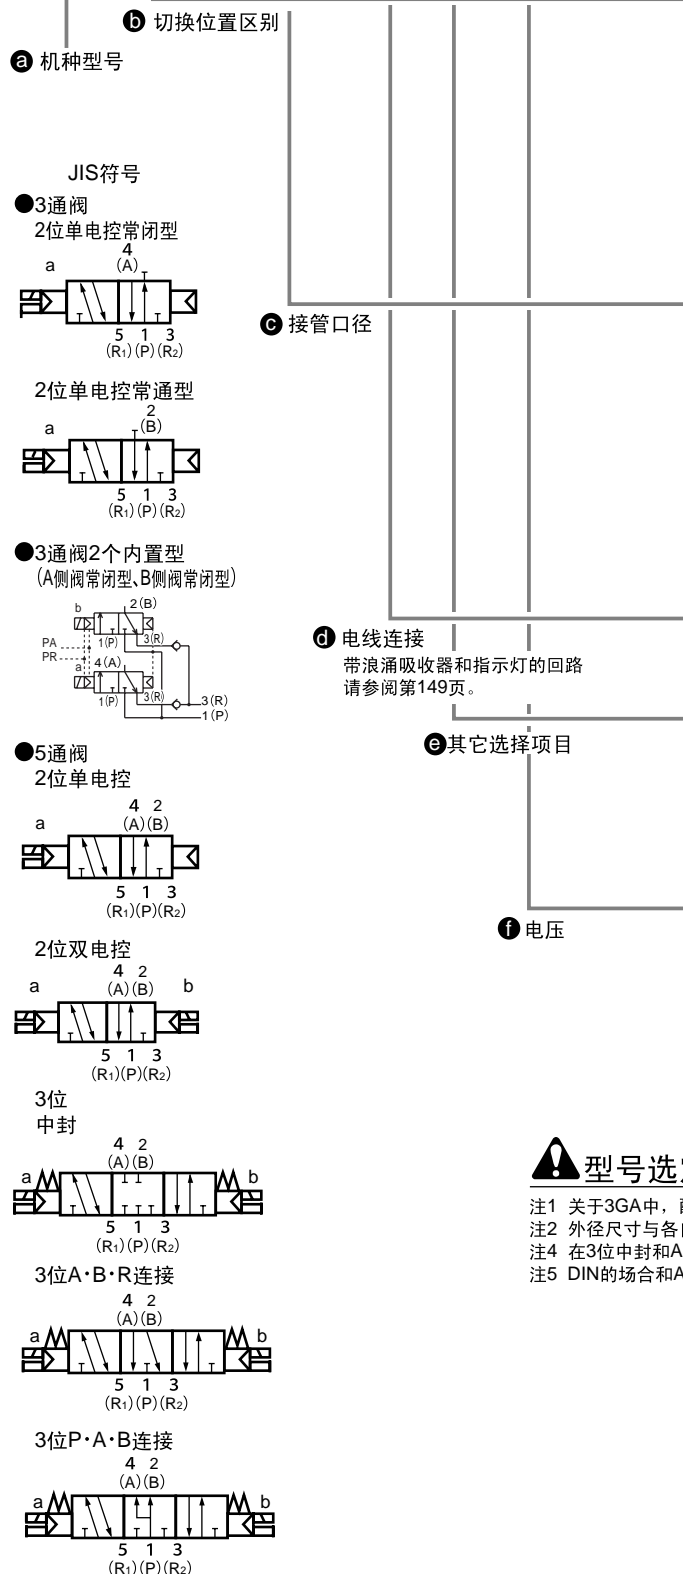 b 切换位置区别
a 机种型号
JIS符号
●3通阀
2位单电控常闭型
4
a (A)
5 1 3
(R1)(P)(R2)
2位单电控常通型
2
a (B)
5 1 3
(R1)(P)(R2)
c 接管口径
●3通阀2个内置型
(A侧阀常闭型、B侧阀常闭型)
b 2(B)
1(P) 3(R)
PA
PR
a 4(A)
1(P) 3(R)
3(R)
1(P)
d 电线连接
带浪涌吸收器和指示灯的回路
请参阅第149页。
e 其它选择项目
●5通阀
2位单电控
4 2
a (A)(B)
5 1 3
(R1)(P)(R2)
f 电压
2位双电控
4 2
a (A)(B) b
5 1 3
(R1)(P)(R2)
3位
中封
4 2
a (A)(B) b
5 1 3
(R1)(P)(R2)
3位A·B·R连接
4 2
a (A)(B) b
5 1 3
(R1)(P)(R2)
3位P·A·B连接
4 2
a (A)(B) b
5 1 3
(R1)(P)(R2)
型号选
注1 关于3GA中，
注2 外径尺寸与各
注4 在3位中封和A
注5 DIN的场合和A